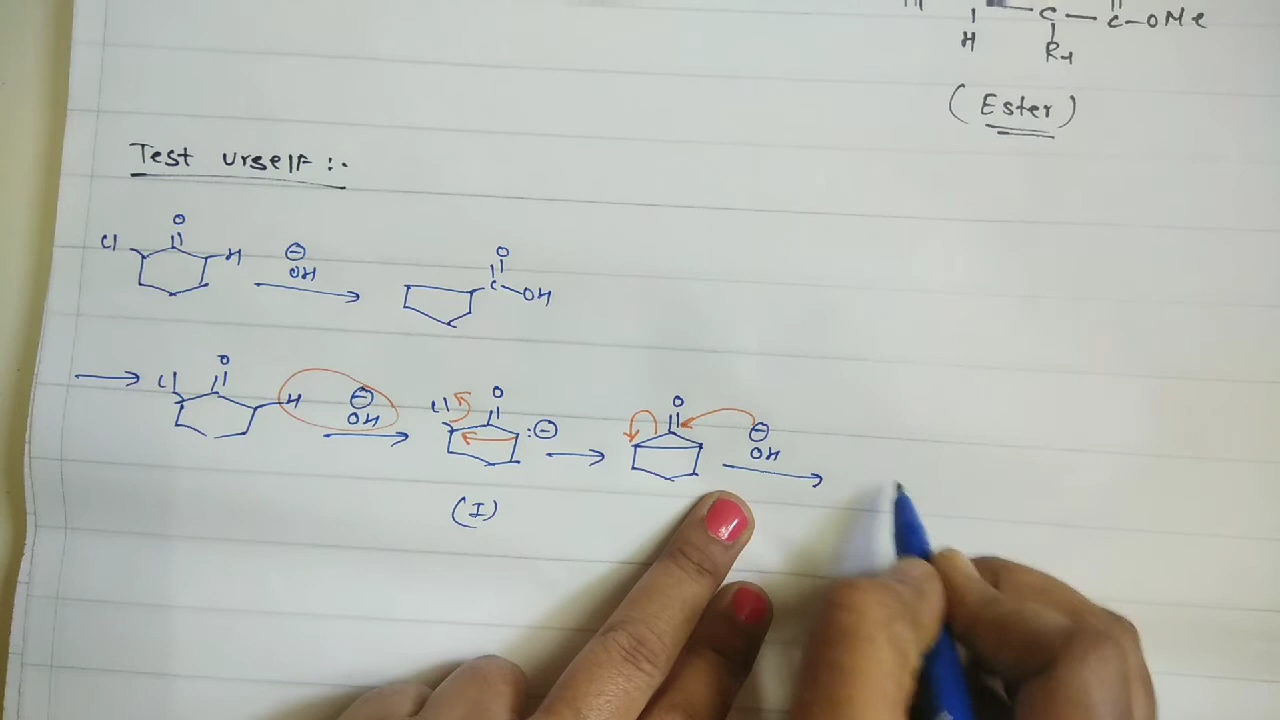 C – C – OMe
H
R₁
(Ester)
Test urself :-
O
Cl H ⊖ O
OH C OH
O
Cl H ⊖ Cl O O
OH :⊖ ⊖
OH
(I)